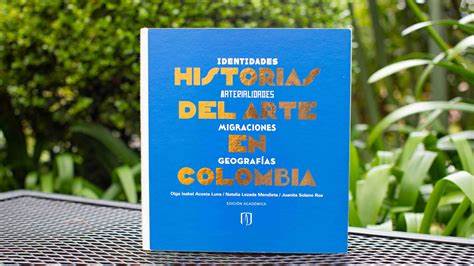 IDENTIDADES
HISTORIAS
MATERIALIDADES
DEL ARTE
MIGRACIONES
EN
GEOGRAFÍAS
COLOMBIA
Olga Isabel Acosta Luna / Natalia Lozada Mendieta / Juanita Solano Roa
EDICIÓN ACADÉMICA